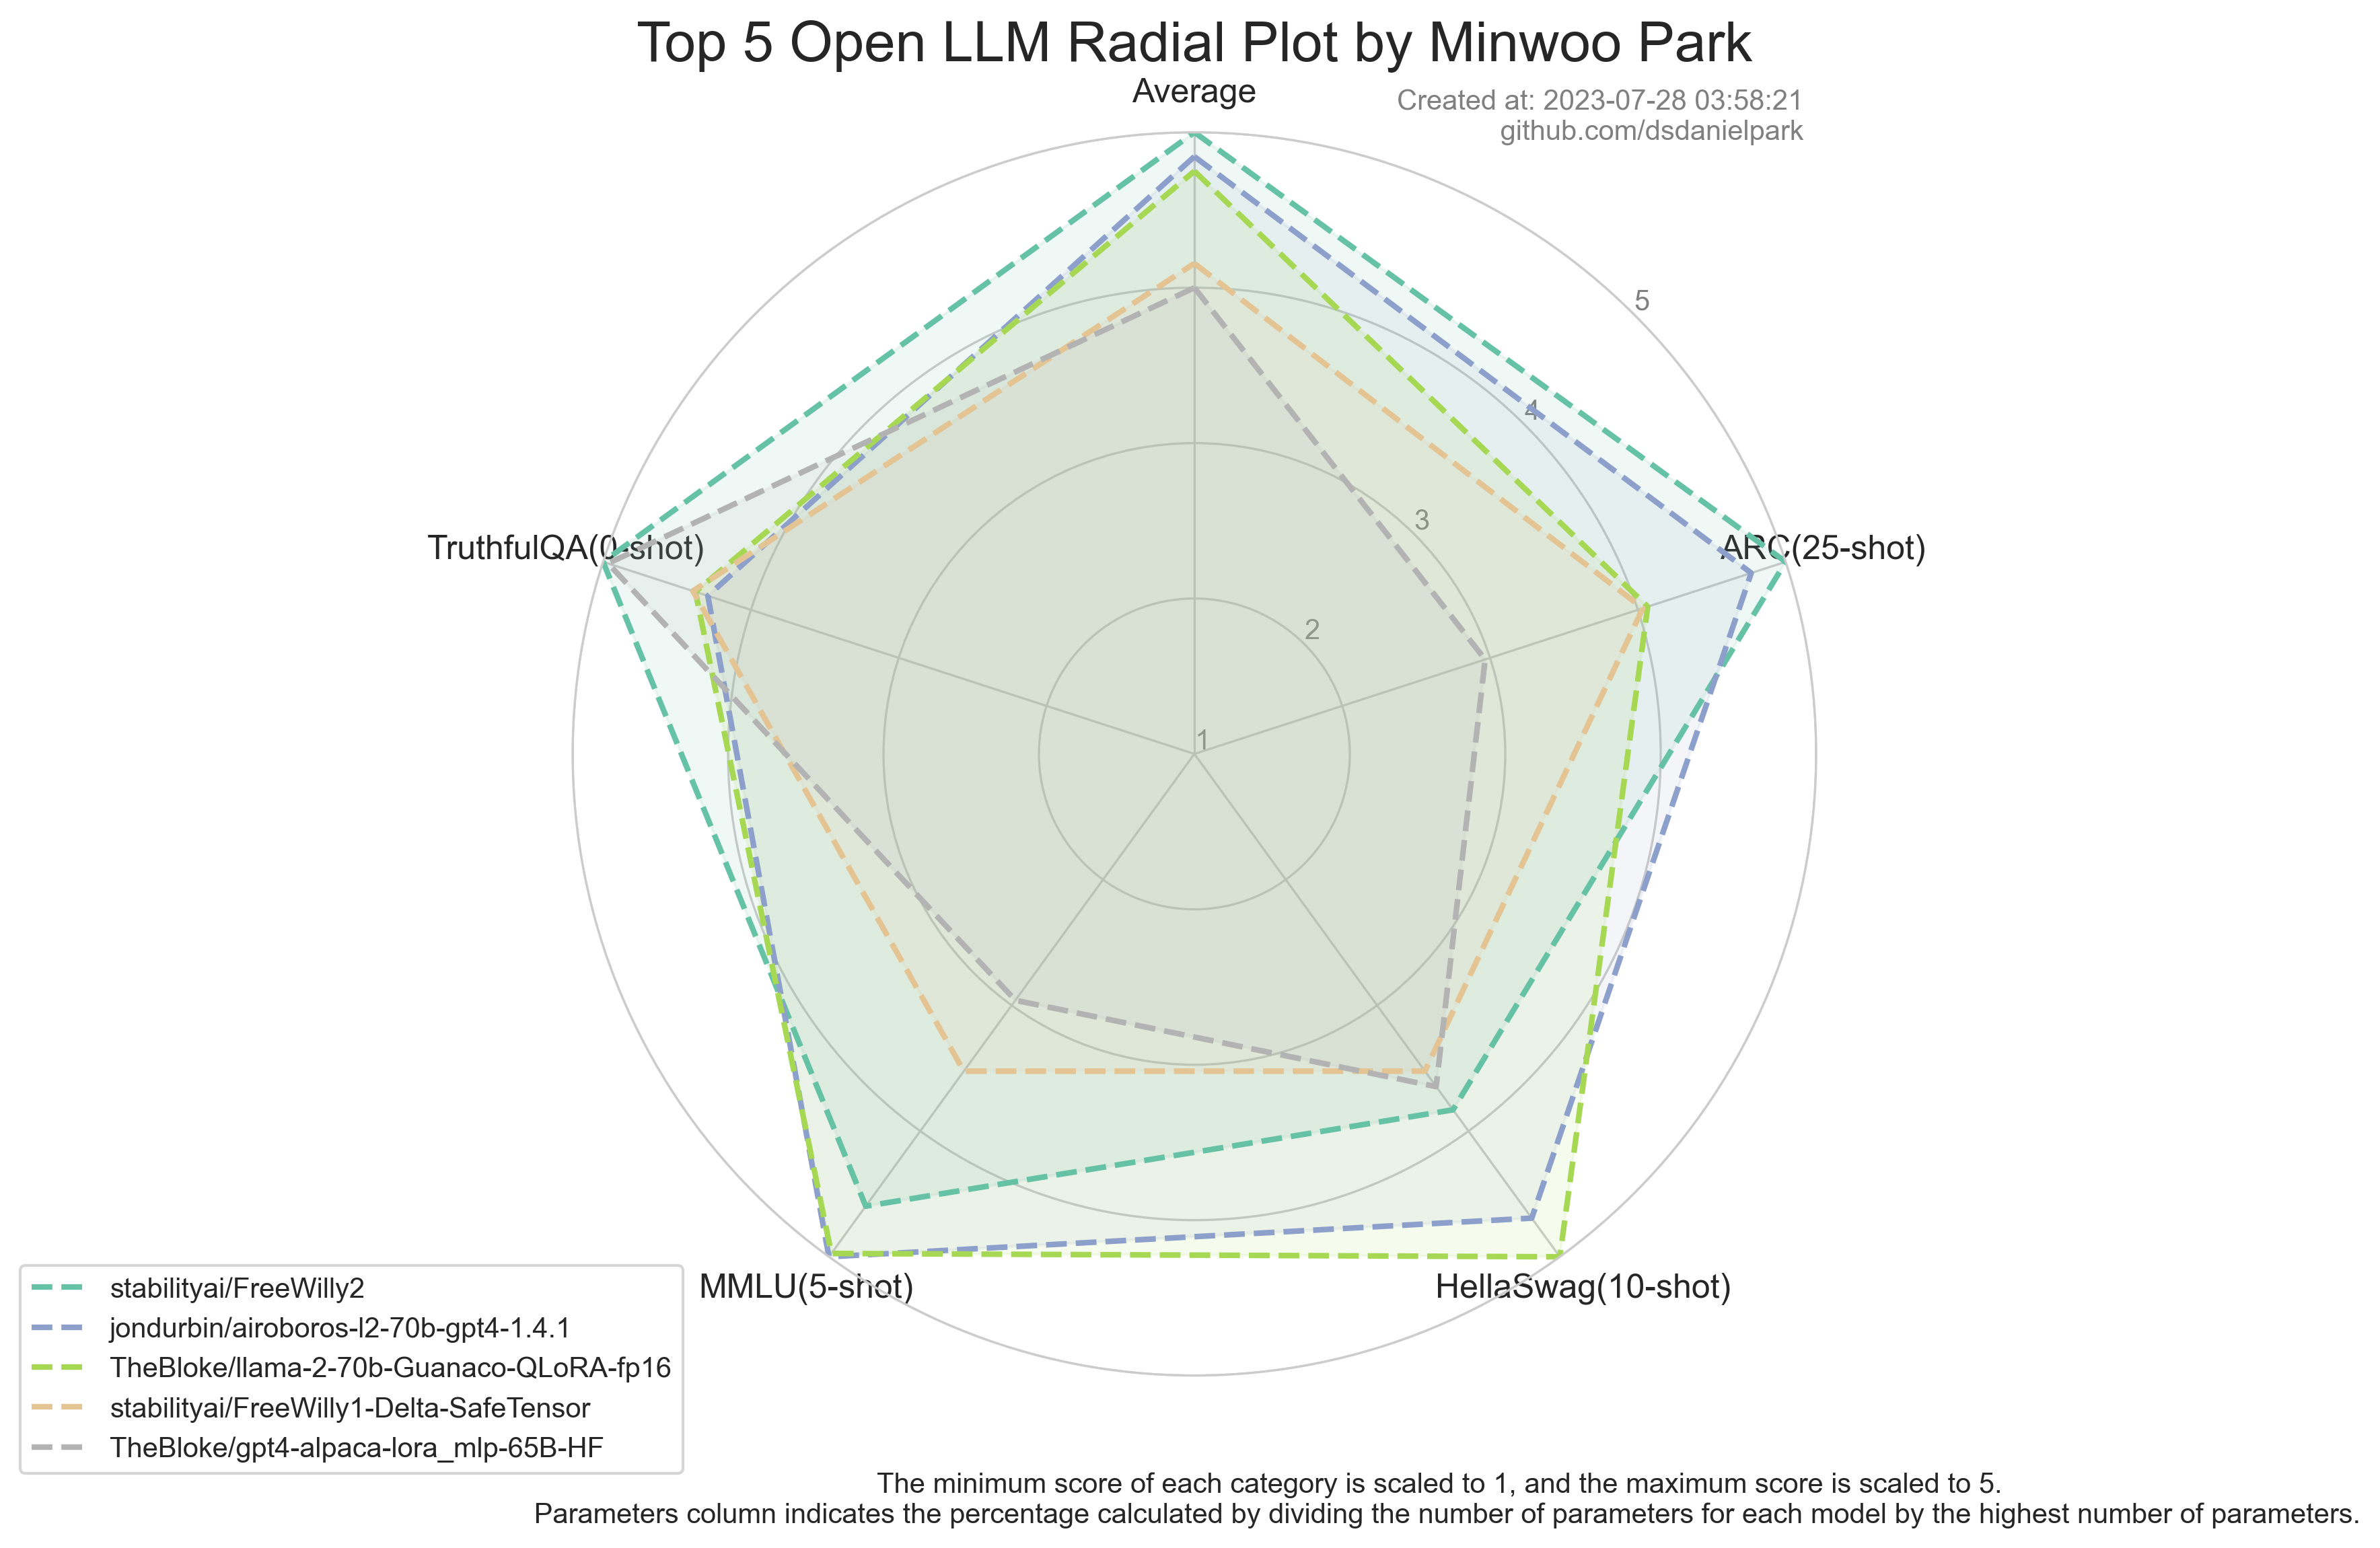 Top 5 Open LLM Radial Plot by Minwoo Park
Average
Created at: 2023-07-28 03:58:21
github.com/dsdanielpark
5
4
3
2
1
TruthfulQA(0-shot)
ARC(25-shot)
MMLU(5-shot)
HellaSwag(10-shot)
stabilityai/FreeWilly2
jondurbin/airoboros-l2-70b-gpt4-1.4.1
TheBloke/llama-2-70b-Guanaco-QLoRA-fp16
stabilityai/FreeWilly1-Delta-SafeTensor
TheBloke/gpt4-alpaca-lora_mlp-65B-HF
The minimum score of each category is scaled to 1, and the maximum score is scaled to 5.
Parameters column indicates the percentage calculated by dividing the number of parameters for each model by the highest number of parameters.